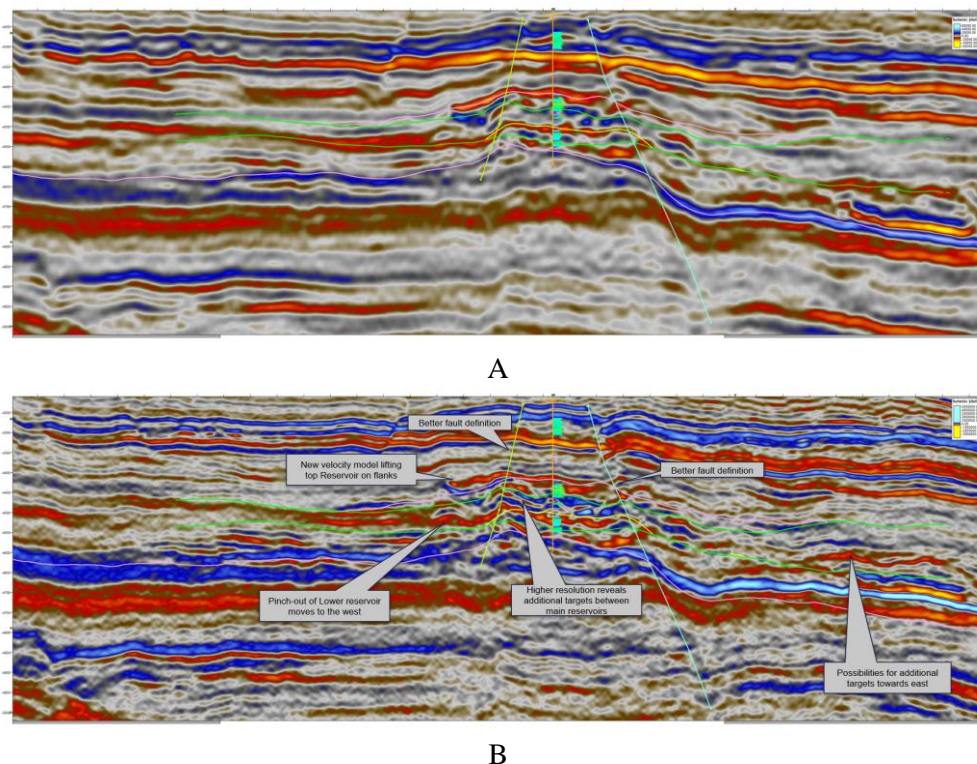 A
Better fault definition
New velocity model lifting
top Reservoir on flanks
Better fault definition
Pinch-out of Lower reservoir
moves to the west
Higher resolution reveals
additional targets between
main reservoirs
Possibilities for additional
targets towards east
B